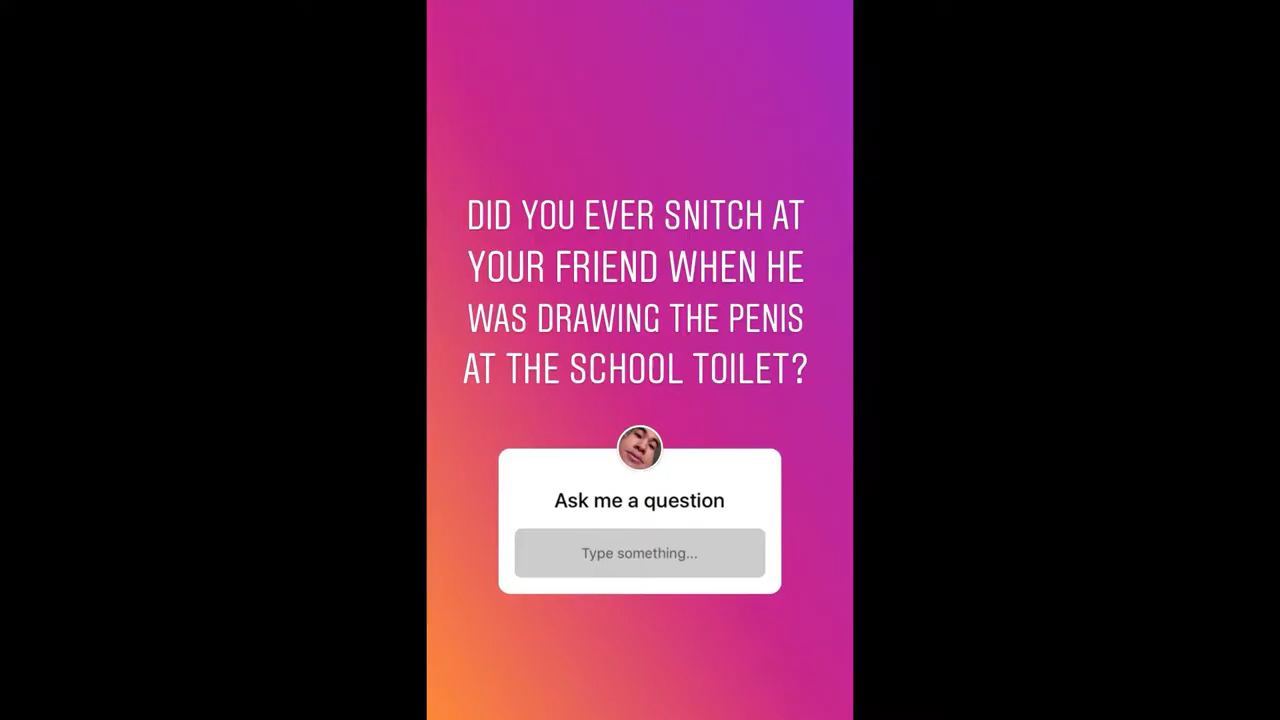 DID YOU EVER SNITCH AT
YOUR FRIEND WHEN HE
WAS DRAWING THE PENIS
AT THE SCHOOL TOILET?
Ask me a question
Type something...